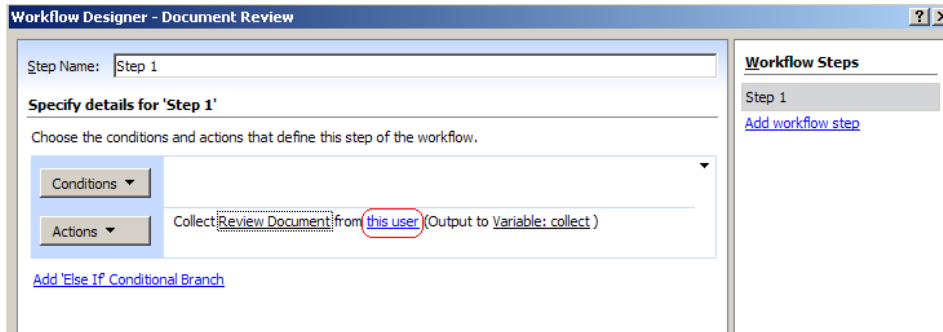 Workflow Designer - Document Review
Step Name: Step 1
Specify details for 'Step 1'
Choose the conditions and actions that define this step of the workflow.
Conditions
Actions
Collect Review Document from this user (Output to Variable: collect )
Add 'Else If' Conditional Branch
Workflow Steps
Step 1
Add workflow step